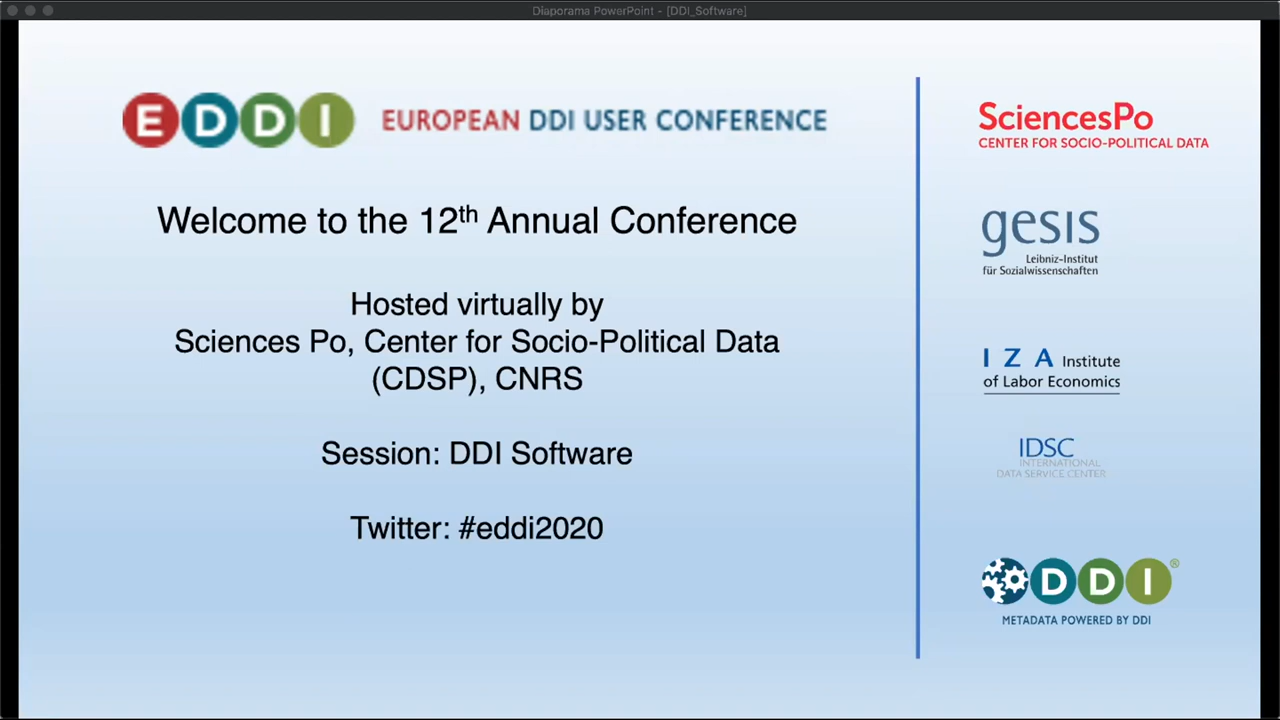 Diaporama PowerPoint - [DDI_Software]
EDDI EUROPEAN DDI USER CONFERENCE
Welcome to the 12th Annual Conference
Hosted virtually by
Sciences Po, Center for Socio-Political Data
(CDSP), CNRS
Session: DDI Software
Twitter: #eddi2020
SciencesPo
CENTER FOR SOCIO-POLITICAL DATA
gesis
Leibniz-Institut
für Sozialwissenschaften
I Z A Institute
of Labor Economics
IDSC
INTERNATIONAL
DATA SERVICE CENTER
DDI®
METADATA POWERED BY DDI